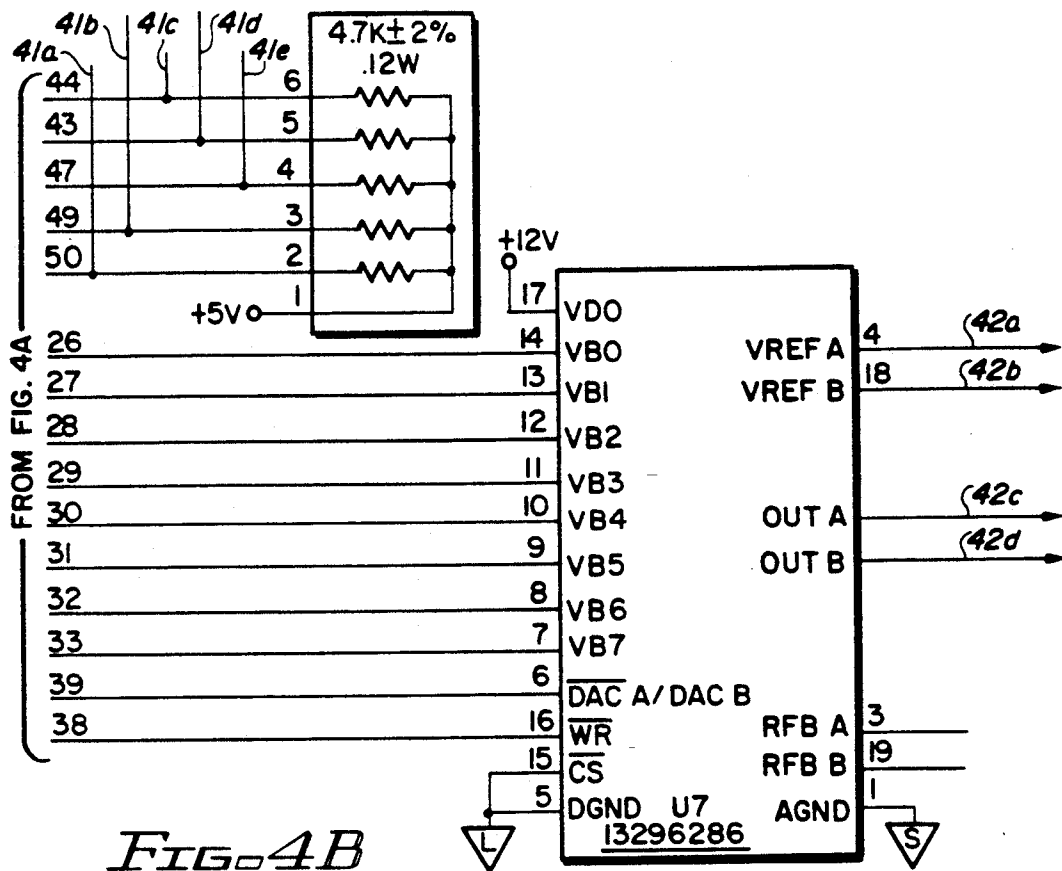 41b 41c 41d
41a 41e
4.7K±2%
.12W
44 6
43 5
47 4
49 3
50 2
+5V 1
+12V
17 VDO
FROM FIG. 4A
26 14 VB0 VREF A 4 42a
27 13 VB1 VREF B 18 42b
28 12 VB2
29 11 VB3
30 10 VB4 OUT A 42c
31 9 VB5 OUT B 42d
32 8 VB6
33 7 VB7
39 6 DAC A/DAC B
38 16 WR RFB A 3
15 CS RFB B 19
5 DGND U7 AGND 1
13296286
L S
FIG. 4B